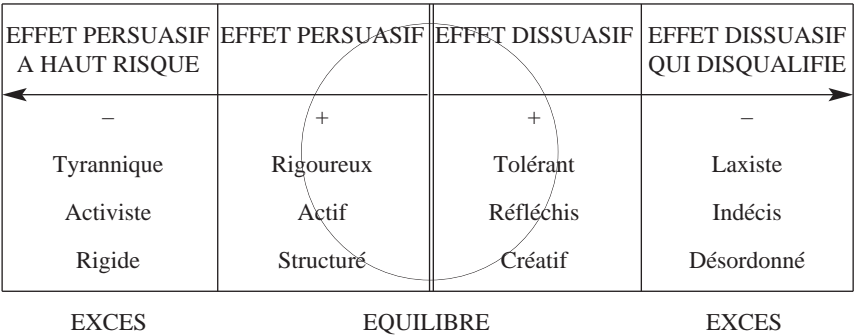 EFFET PERSUASIF A HAUT RISQUE
EFFET PERSUASIF
EFFET DISSUASIF
EFFET DISSUASIF QUI DISQUALIFIE
– + + –
Tyrannique Rigoureux Tolérant Laxiste
Activiste Actif Réfléchis Indécis
Rigide Structuré Créatif Désordonné
EXCES EQUILIBRE EXCES